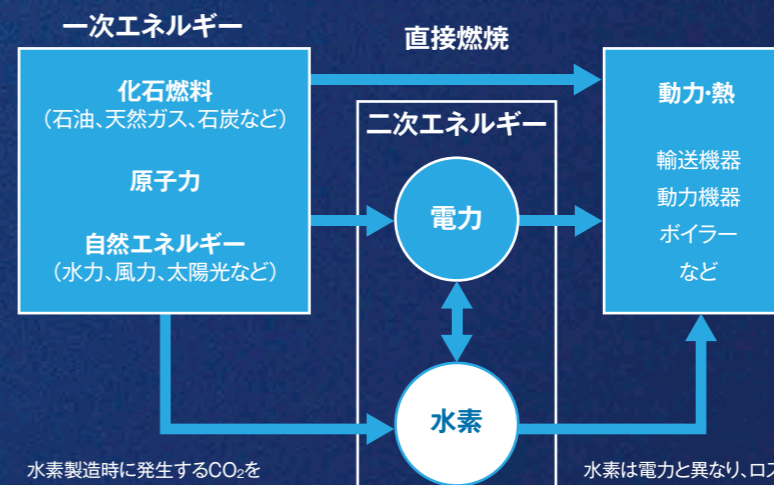 一次エネルギー
化石燃料
（石油、天然ガス、石炭など）
原子力
自然エネルギー
（水力、風力、太陽光など）
直接燃焼
二次エネルギー
電力
水素
動力・熱
輸送機器
動力機器
ボイラー
など
水素製造時に発生するCO₂を
水素は電力と異なり、ロス